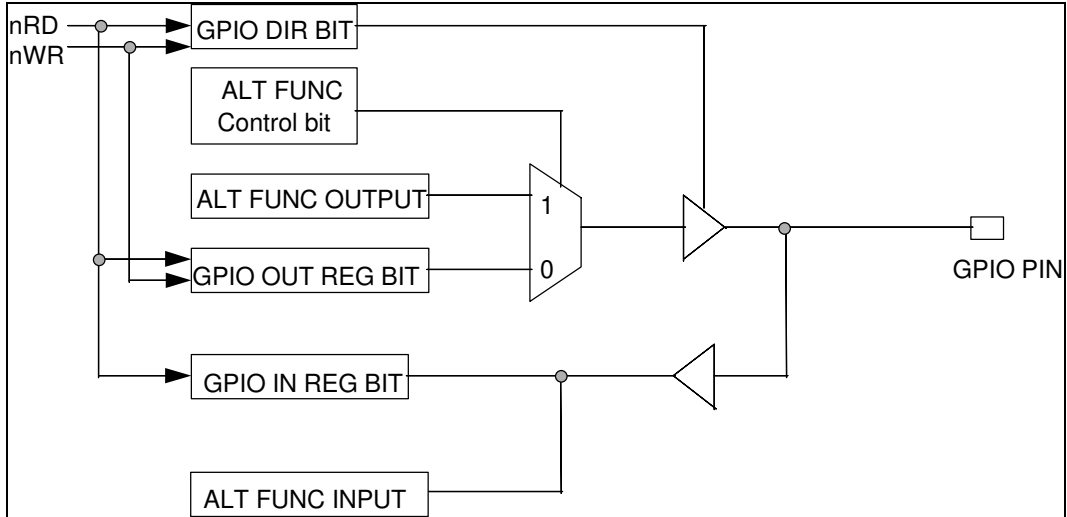 nRD
nWR
GPIO DIR BIT
ALT FUNC
Control bit
ALT FUNC OUTPUT
1
GPIO OUT REG BIT
0
GPIO PIN
GPIO IN REG BIT
ALT FUNC INPUT